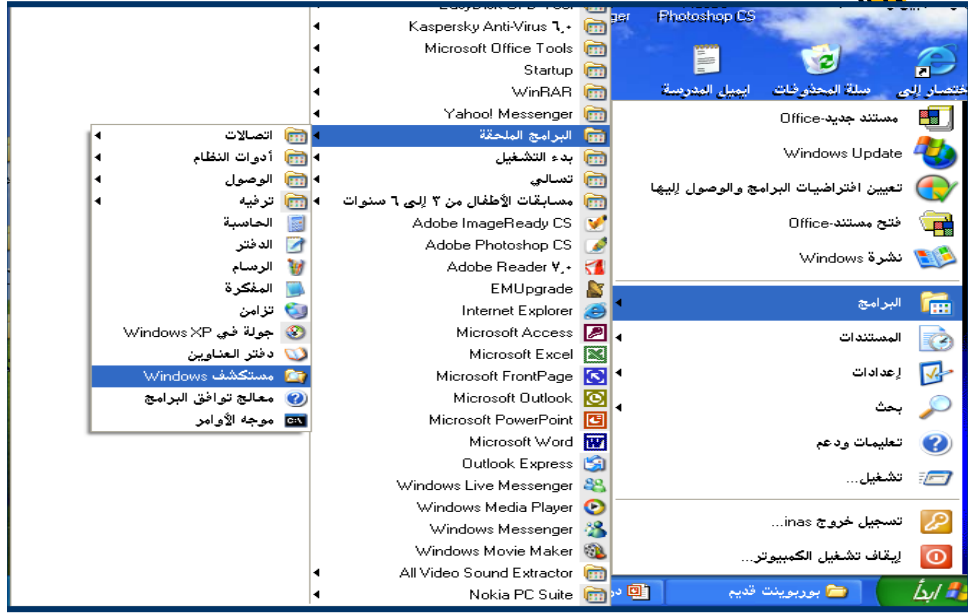 Photoshop CS
ايميل المدرسة
سلة المحذوفات
مستند جديد-Office
Windows Update
تعيين افتراضيات البرامج والوصول إليها
فتح مستند-Office
نشرة Windows
البرامج
المستندات
إعدادات
بحث
تعليمات ودعم
تشغيل...
تسجيل خروج inas...
إيقاف تشغيل الكمبيوتر...
Kaspersky Anti-Virus ٦,٠
Microsoft Office Tools
Startup
WinRAR
Yahoo! Messenger
البرامج الملحقة
بدء التشغيل
تسالي
مسابقات الأطفال من ٣ إلى ٦ سنوات
Adobe ImageReady CS
Adobe Photoshop CS
Adobe Reader ٧,٠
EMUpgrade
Internet Explorer
Microsoft Access
Microsoft Excel
Microsoft FrontPage
Microsoft Outlook
Microsoft PowerPoint
Microsoft Word
Outlook Express
Windows Live Messenger
Windows Media Player
Windows Messenger
Windows Movie Maker
All Video Sound Extractor
Nokia PC Suite
اتصالات
أدوات النظام
الوصول
ترفيه
الحاسبة
الدفتر
الرسام
المفكرة
تزامن
جولة في Windows XP
دفتر العناوين
مستكشف Windows
معالج توافق البرامج
موجه الأوامر
ابدأ
بوربوينت قديم